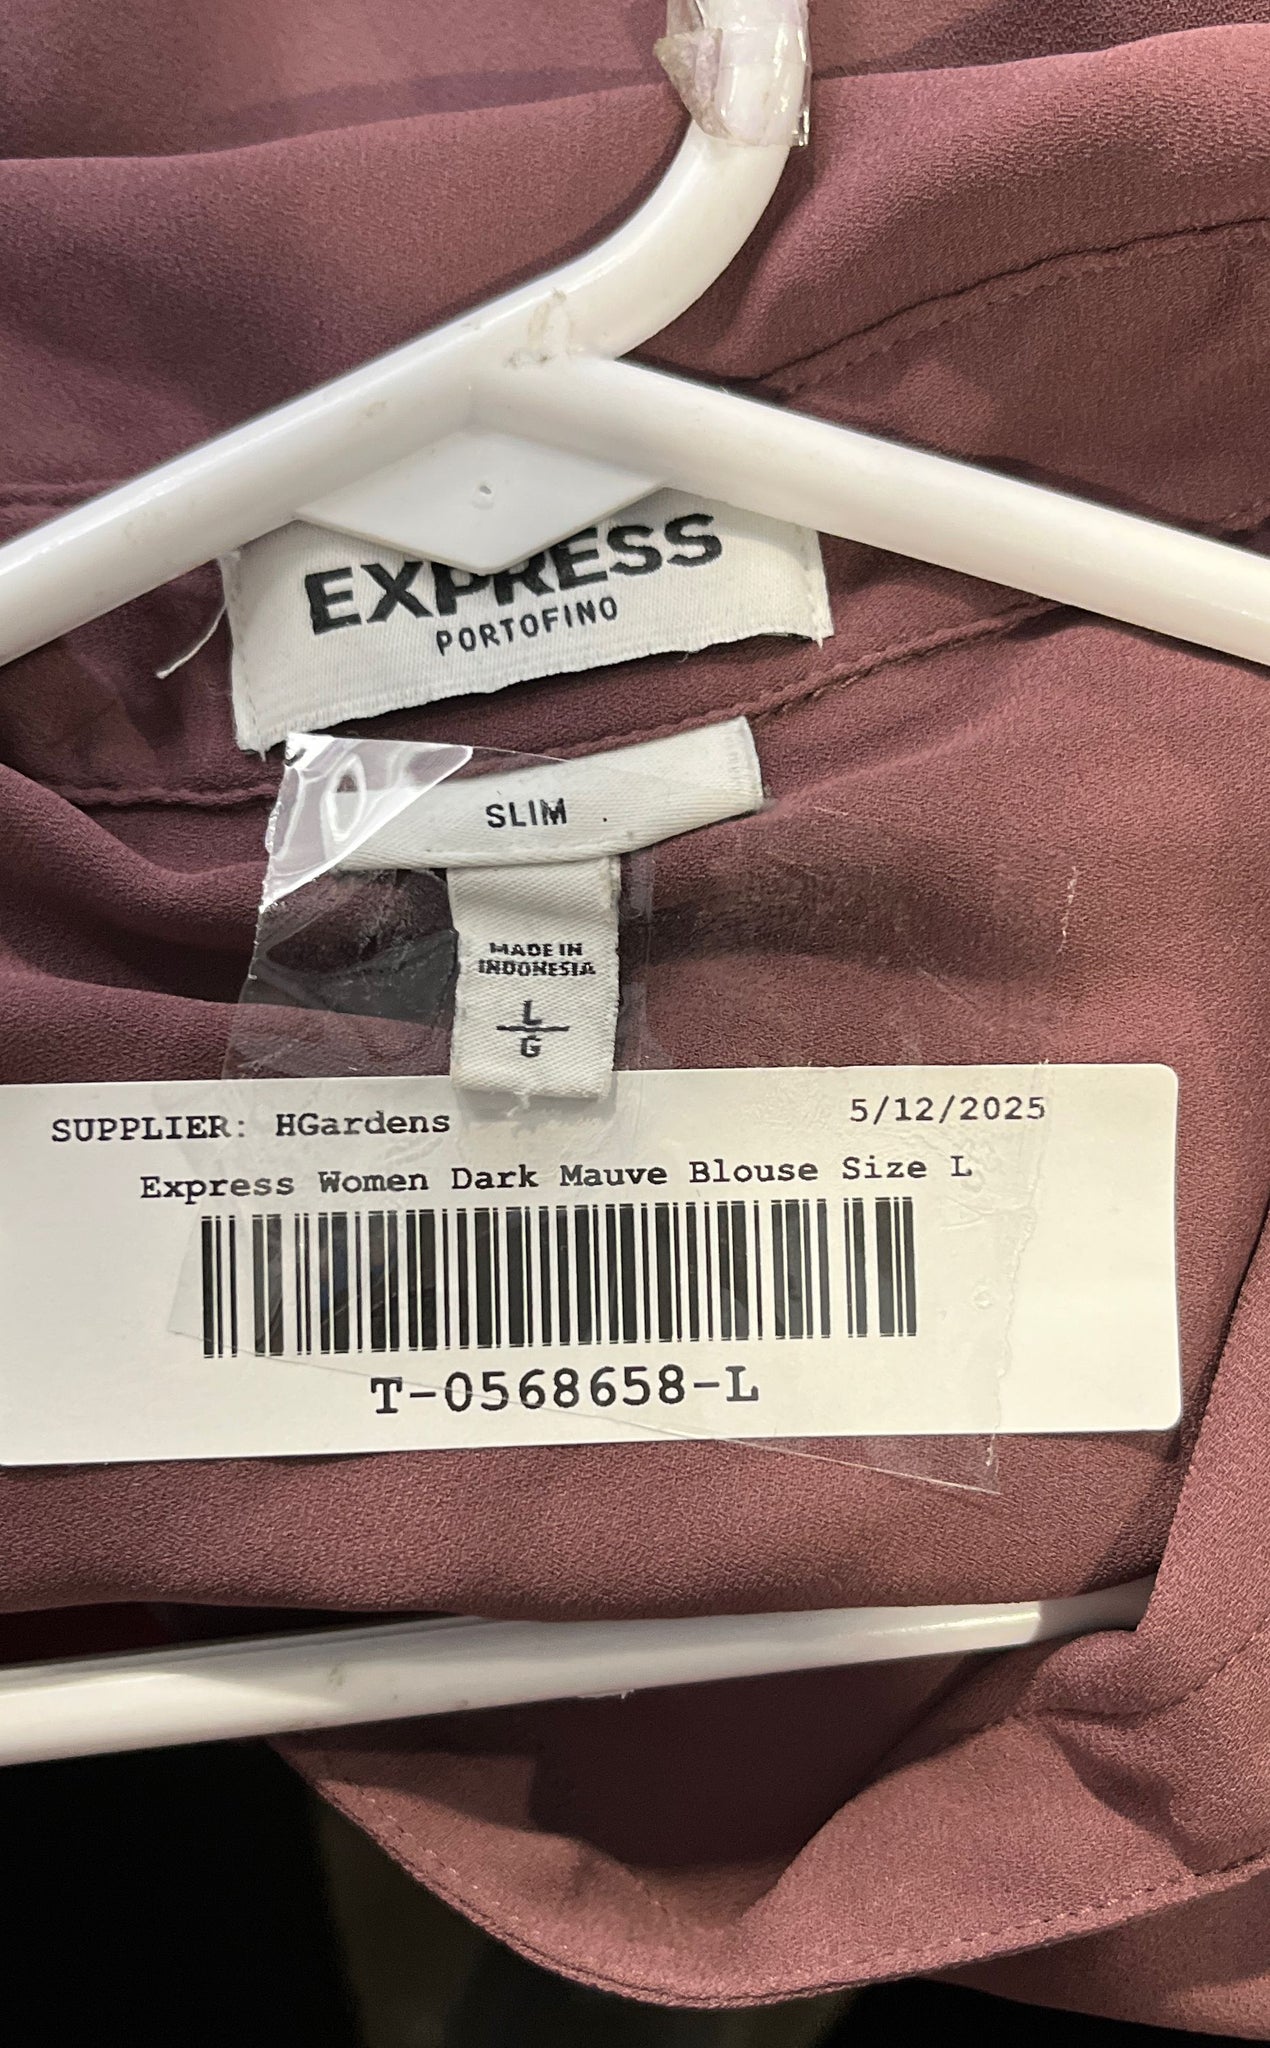 EXPRESS
PORTOFINO
SLIM
MADE IN
INDONESIA
L
G
SUPPLIER: HGardens
5/12/2025
Express Women Dark Mauve Blouse Size L
T-0568658-L